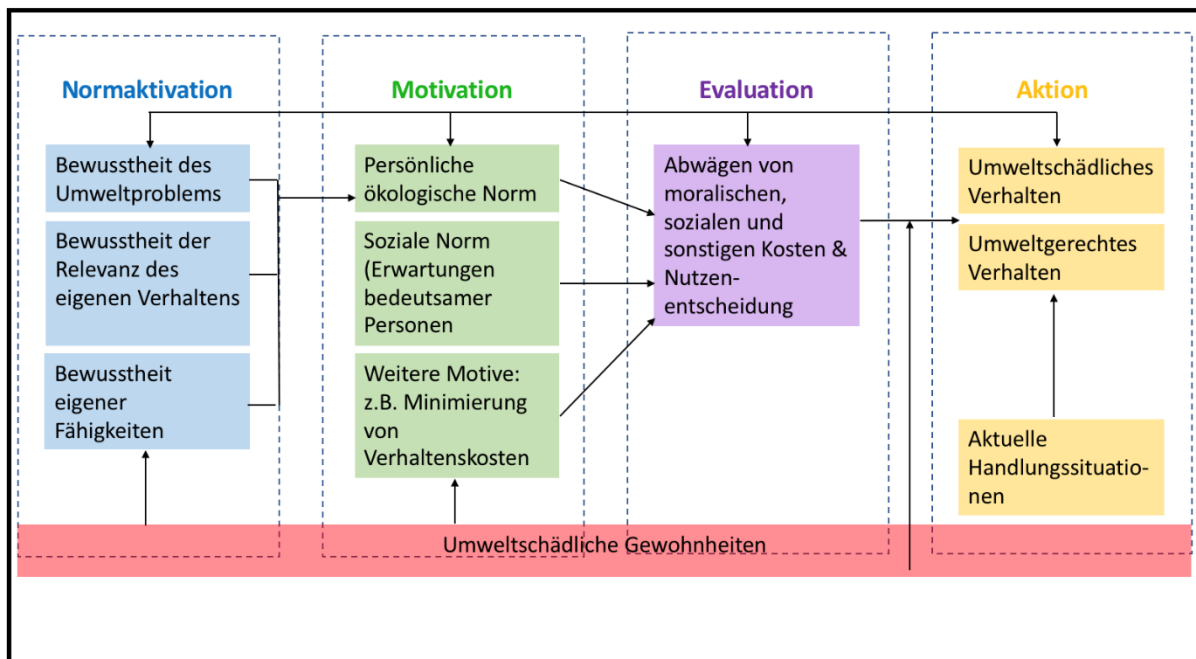 Normaktivation
Bewusstheit des
Umweltproblems
Bewusstheit der
Relevanz des
eigenen Verhaltens
Bewusstheit
eigener
Fähigkeiten
Motivation
Persönliche
ökologische Norm
Soziale Norm
(Erwartungen
bedeutsamer
Personen
Weitere Motive:
z.B. Minimierung
von
Verhaltenskosten
Evaluation
Abwägen von
moralischen,
sozialen und
sonstigen Kosten &
Nutzen-
entscheidung
Aktion
Umweltschädliches
Verhalten
Umweltgerechtes
Verhalten
Aktuelle
Handlungssituatio-
nen
Umweltschädliche Gewohnheiten